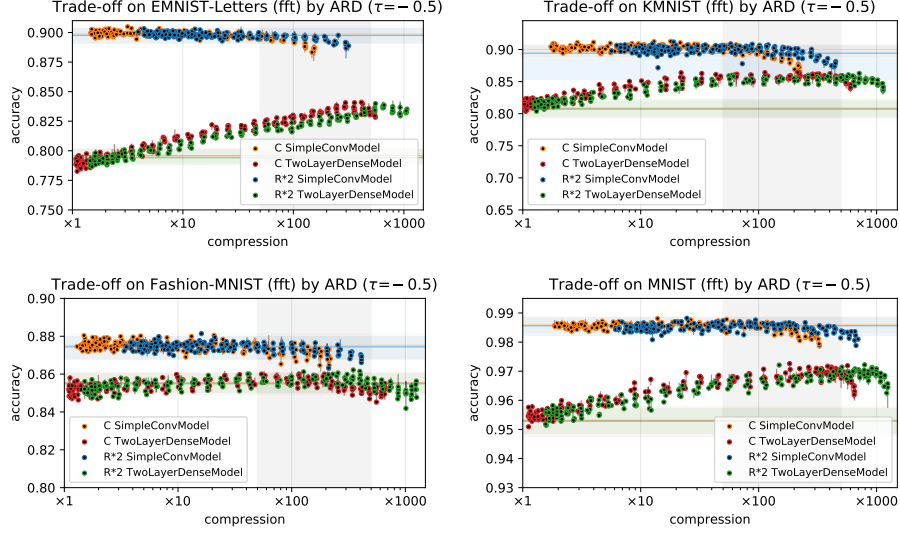 Trade-off on EMNIST-Letters (fft) by ARD (τ=−0.5)
0.900
0.875
0.850
0.825
0.800
0.775
0.750
accuracy
C SimpleConvModel
C TwoLayerDenseModel
R*2 SimpleConvModel
R*2 TwoLayerDenseModel
×1
×10
×100
×1000
compression
Trade-off on KMNIST (fft) by ARD (τ=−0.5)
0.90
0.85
0.80
0.75
0.70
0.65
accuracy
C SimpleConvModel
C TwoLayerDenseModel
R*2 SimpleConvModel
R*2 TwoLayerDenseModel
×1
×10
×100
×1000
compression
Trade-off on Fashion-MNIST (fft) by ARD (τ=−0.5)
0.90
0.88
0.86
0.84
0.82
0.80
accuracy
C SimpleConvModel
C TwoLayerDenseModel
R*2 SimpleConvModel
R*2 TwoLayerDenseModel
×1
×10
×100
×1000
compression
Trade-off on MNIST (fft) by ARD (τ=−0.5)
0.99
0.98
0.97
0.96
0.95
0.94
0.93
accuracy
C SimpleConvModel
C TwoLayerDenseModel
R*2 SimpleConvModel
R*2 TwoLayerDenseModel
×1
×10
×100
×1000
compression